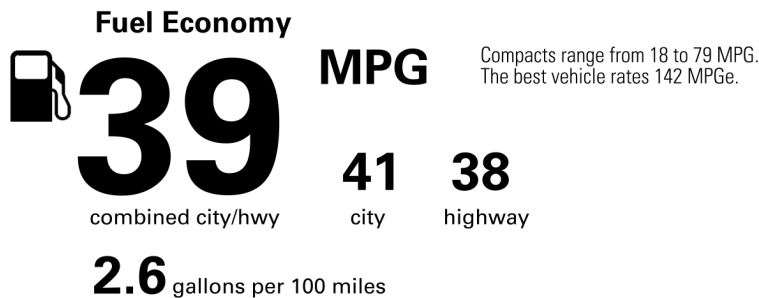 Fuel Economy
39 MPG
Compacts range from 18 to 79 MPG.
The best vehicle rates 142 MPGe.
combined city/hwy
41
city
38
highway
2.6 gallons per 100 miles